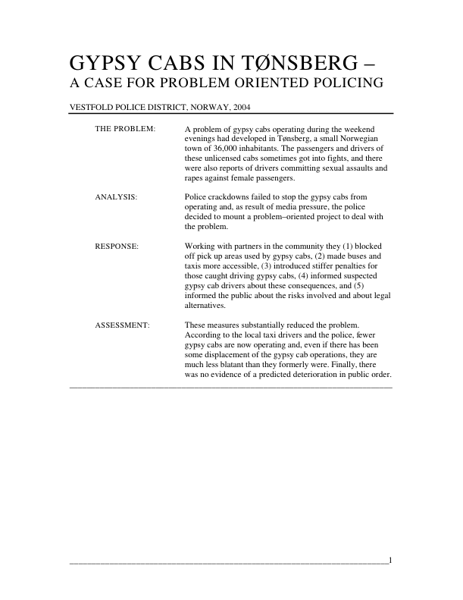 GYPSY CABS IN TØNSBERG –
A CASE FOR PROBLEM ORIENTED POLICING
VESTFOLD POLICE DISTRICT, NORWAY, 2004
THE PROBLEM: A problem of gypsy cabs operating during the weekend
evenings had developed in Tønsberg, a small Norwegian
town of 36,000 inhabitants. The passengers and drivers of
these unlicensed cabs sometimes got into fights, and there
were also reports of drivers committing sexual assaults and
rapes against female passengers.
ANALYSIS: Police crackdowns failed to stop the gypsy cabs from
operating and, as result of media pressure, the police
decided to mount a problem–oriented project to deal with
the problem.
RESPONSE: Working with partners in the community they (1) blocked
off pick up areas used by gypsy cabs, (2) made buses and
taxis more accessible, (3) introduced stiffer penalties for
those caught driving gypsy cabs, (4) informed suspected
gypsy cab drivers about these consequences, and (5)
informed the public about the risks involved and about legal
alternatives.
ASSESSMENT: These measures substantially reduced the problem.
According to the local taxi drivers and the police, fewer
gypsy cabs are now operating and, even if there has been
some displacement of the gypsy cab operations, they are
much less blatant than they formerly were. Finally, there
was no evidence of a predicted deterioration in public order.
1